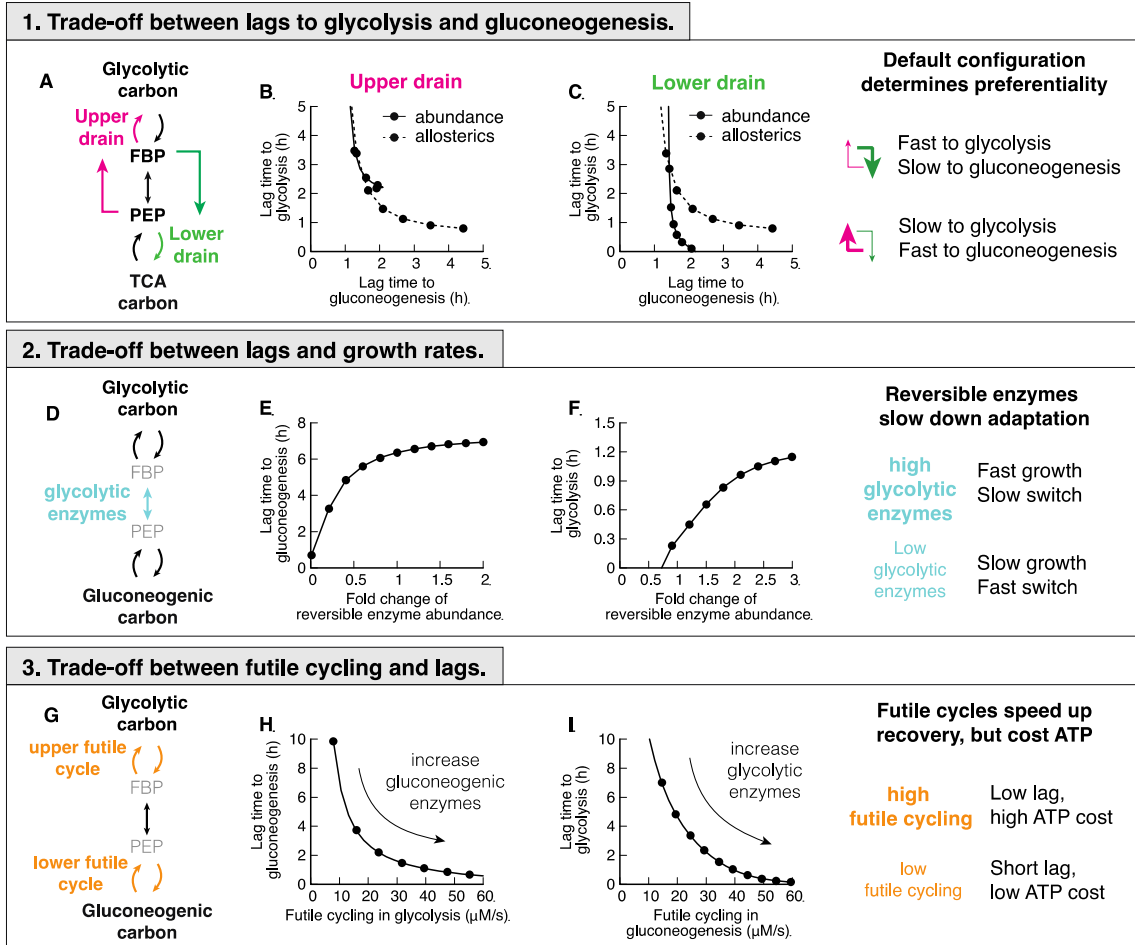 1. Trade-off between lags to glycolysis and gluconeogenesis.
A
Glycolytic
carbon
Upper
drain
FBP
PEP
Lower
drain
TCA
carbon
B.
Upper drain
abundance
allosterics
Lag time to
glycolysis (h)
5
4
3
2
1
0
0 1 2 3 4 5.
Lag time to
gluconeogenesis (h).
C.
Lower drain
abundance
allosterics
Lag time to
glycolysis (h)
5
4
3
2
1
0
0 1 2 3 4 5.
Lag time to
gluconeogenesis (h).
Default configuration
determines preferentiality
Fast to glycolysis
Slow to gluconeogenesis
Slow to glycolysis
Fast to gluconeogenesis
2. Trade-off between lags and growth rates.
D
Glycolytic
carbon
FBP
glycolytic
enzymes
PEP
Gluconeogenic
carbon
E.
Lag time to
gluconeogenesis (h)
8
6
4
2
0
0 0.5 1 1.5 2.
Fold change of
reversible enzyme abundance.
F.
Lag time to
glycolysis (h)
1.5
1.2
0.9
0.6
0.3
0
0 0.5 1 1.5 2 2.5 3.
Fold change of
reversible enzyme abundance.
Reversible enzymes
slow down adaptation
high
glycolytic
enzymes
Fast growth
Slow switch
Low
glycolytic
enzymes
Slow growth
Fast switch
3. Trade-off between futile cycling and lags.
G
Glycolytic
carbon
upper futile
cycle
FBP
PEP
lower futile
cycle
Gluconeogenic
carbon
H.
Lag time to
gluconeogenesis (h)
10
8
6
4
2
0
0 10 20 30 40 50 60
increase
gluconeogenic
enzymes
Futile cycling in glycolysis (μM/s).
I.
Lag time to
glycolysis (h)
10
8
6
4
2
0
0 10 20 30 40 50 60.
increase
glycolytic
enzymes
Futile cycling in
gluconeogenesis (μM/s).
Futile cycles speed up
recovery, but cost ATP
high
futile cycling
Low lag,
high ATP cost
low
futile cycling
Short lag,
low ATP cost